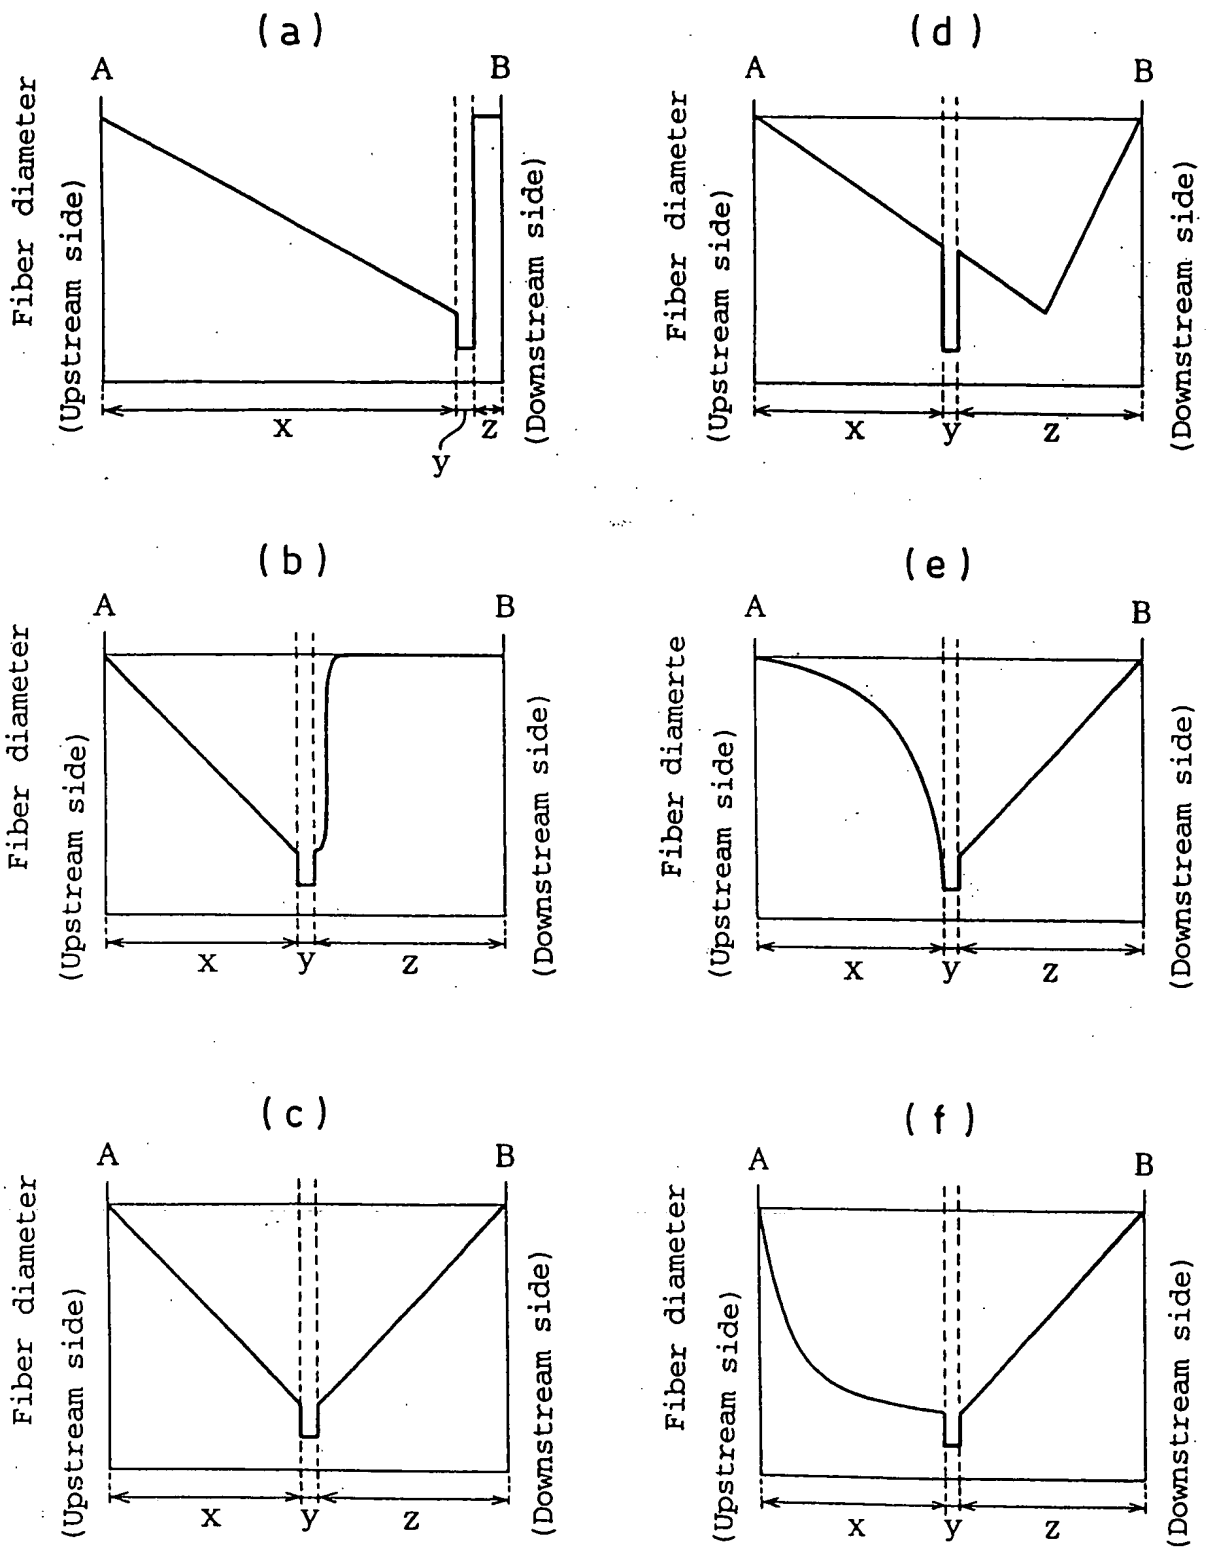 (a)
A
B
Fiber diameter
(Upstream side)
(Downstream side)
x
z
y
(d)
A
B
Fiber diameter
(Upstream side)
(Downstream side)
x
y
z
(b)
A
B
Fiber diameter
(Upstream side)
(Downstream side)
x
y
z
(e)
A
B
Fiber diamerte
(Upstream side)
(Downstream side)
x
y
z
(c)
A
B
Fiber diameter
(Upstream side)
(Downstream side)
x
y
z
(f)
A
B
Fiber diameter
(Upstream side)
(Downstream side)
x
y
z